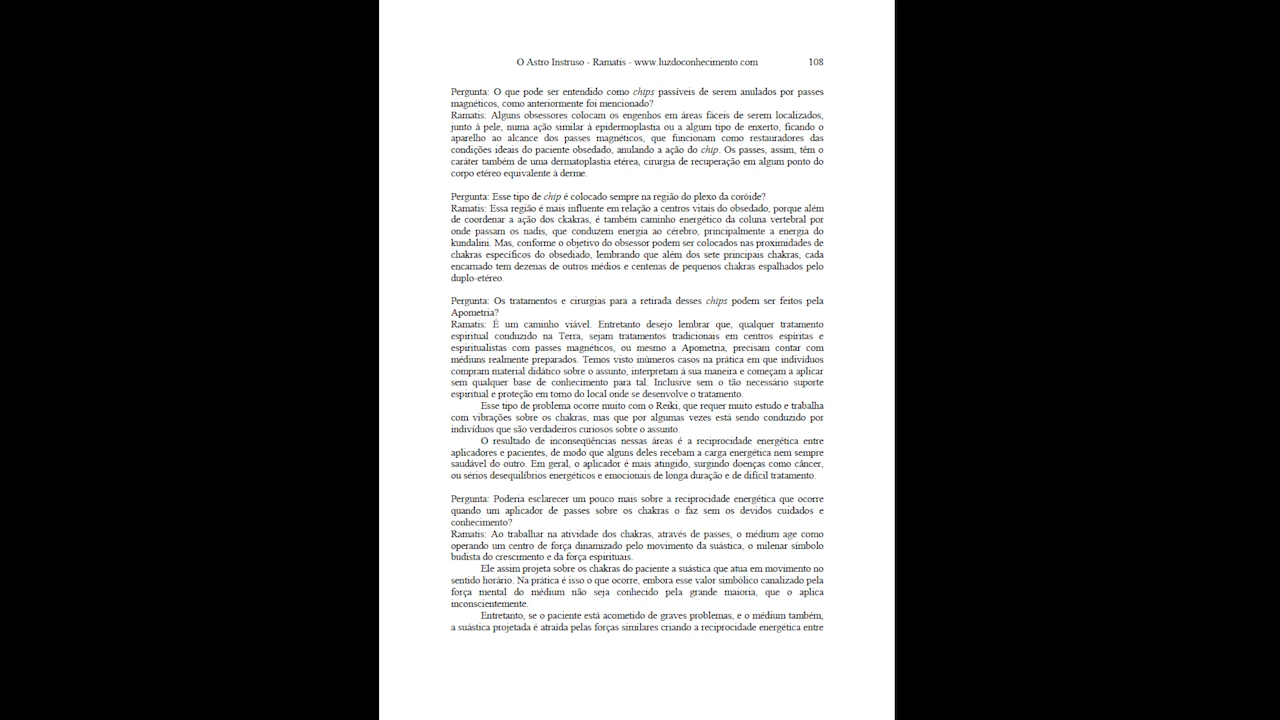 O Astro Instruso - Ramatis - www.luzdoconhecimento.com 108
Pergunta: O que pode ser entendido como chips passíveis de serem anulados por passes
magnéticos, como anteriormente foi mencionado?
Ramatis: Alguns obsessores colocam os engenhos em áreas fáceis de serem localizados,
junto à pele, numa ação similar à epidermoplastia ou a algum tipo de enxerto, ficando o
aparelho ao alcance dos passes magnéticos, que funcionam como restauradores das
condições ideais do paciente obsedado, anulando a ação do chip. Os passes, assim, têm o
caráter também de uma dermatoplastia etérea, cirurgia de recuperação em algum ponto do
corpo etéreo equivalente à derme.
Pergunta: Esse tipo de chip é colocado sempre na região do plexo da coróide?
Ramatis: Essa região é mais influente em relação a centros vitais do obsedado, porque além
de coordenar a ação dos ckakras, é também caminho energético da coluna vertebral por
onde passam os nadis, que conduzem energia ao cérebro, principalmente a energia do
kundalini. Mas, conforme o objetivo do obsessor podem ser colocados nas proximidades de
chakras específicos do obsediado, lembrando que além dos sete principais chakras, cada
encarnado tem dezenas de outros médios e centenas de pequenos chakras espalhados pelo
duplo-etéreo.
Pergunta: Os tratamentos e cirurgias para a retirada desses chips podem ser feitos pela
Apometria?
Ramatis: É um caminho viável. Entretanto desejo lembrar que, qualquer tratamento
espiritual conduzido na Terra, sejam tratamentos tradicionais em centros espíritas e
espiritualistas com passes magnéticos, ou mesmo a Apometria, precisam contar com
médiuns realmente preparados. Temos visto inúmeros casos na prática em que indivíduos
compram material didático sobre o assunto, interpretam à sua maneira e começam a aplicar
sem qualquer base de conhecimento para tal. Inclusive sem o tão necessário suporte
espiritual e proteção em torno do local onde se desenvolve o tratamento.
Esse tipo de problema ocorre muito com o Reiki, que requer muito estudo e trabalha
com vibrações sobre os chakras, mas que por algumas vezes está sendo conduzido por
indivíduos que são verdadeiros curiosos sobre o assunto.
O resultado de inconseqüências nessas áreas é a reciprocidade energética entre
aplicadores e pacientes, de modo que alguns deles recebam a carga energética nem sempre
saudável do outro. Em geral, o aplicador é mais atingido, surgindo doenças como câncer,
ou sérios desequilíbrios energéticos e emocionais de longa duração e de difícil tratamento.
Pergunta: Poderia esclarecer um pouco mais sobre a reciprocidade energética que ocorre
quando um aplicador de passes sobre os chakras o faz sem os devidos cuidados e
conhecimento?
Ramatis: Ao trabalhar na atividade dos chakras, através de passes, o médium age como
operando um centro de força dinamizado pelo movimento da suástica, o milenar símbolo
budista do crescimento e da força espirituais.
Ele assim projeta sobre os chakras do paciente a suástica que atua em movimento no
sentido horário. Na prática é isso o que ocorre, embora esse valor simbólico canalizado pela
força mental do médium não seja conhecido pela grande maioria, que o aplica
inconscientemente.
Entretanto, se o paciente está acometido de graves problemas, e o médium também,
a suástica projetada é atraída pelas forças similares criando a reciprocidade energética entre